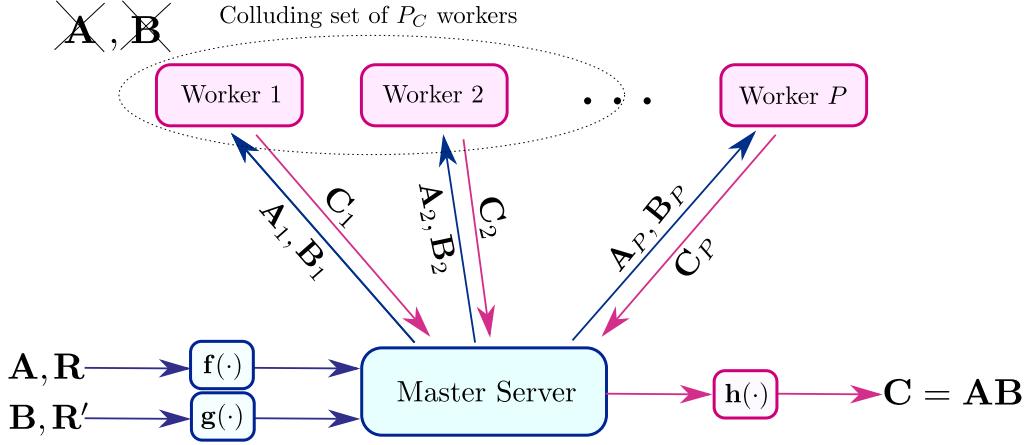 Colluding set of P_C workers
A , B
Worker 1
Worker 2
. . .
Worker P
A_1, B_1
C_1
A_2, B_2
C_2
A_P, B_P
C_P
A, R
f(·)
B, R′
g(·)
Master Server
h(·)
C = AB